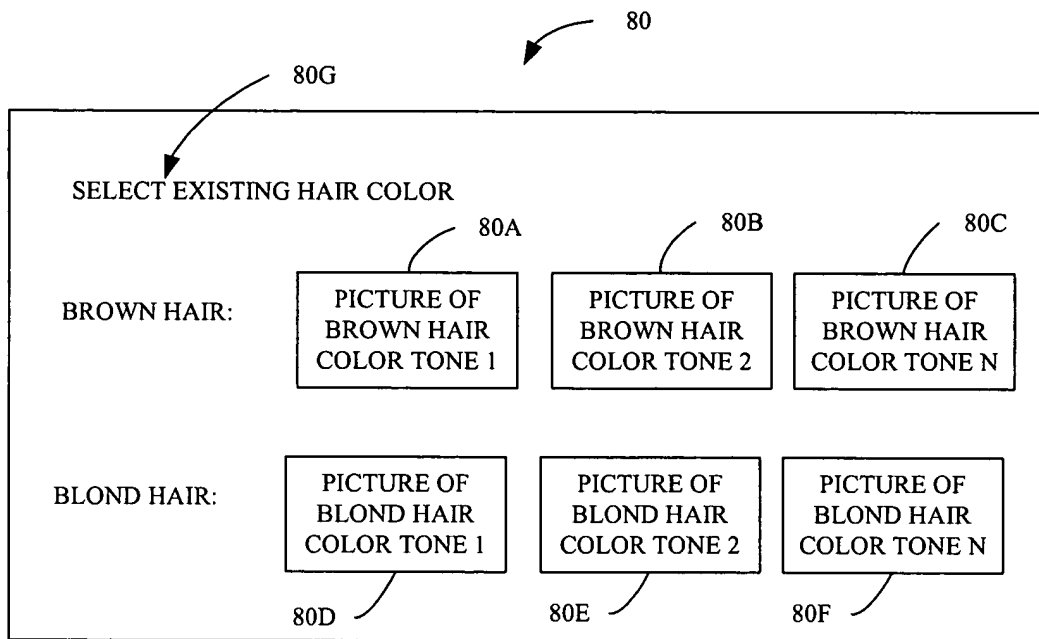 80
80G
SELECT EXISTING HAIR COLOR
80A
80B
80C
BROWN HAIR:
PICTURE OF
BROWN HAIR
COLOR TONE 1
PICTURE OF
BROWN HAIR
COLOR TONE 2
PICTURE OF
BROWN HAIR
COLOR TONE N
BLOND HAIR:
PICTURE OF
BLOND HAIR
COLOR TONE 1
PICTURE OF
BLOND HAIR
COLOR TONE 2
PICTURE OF
BLOND HAIR
COLOR TONE N
80D
80E
80F